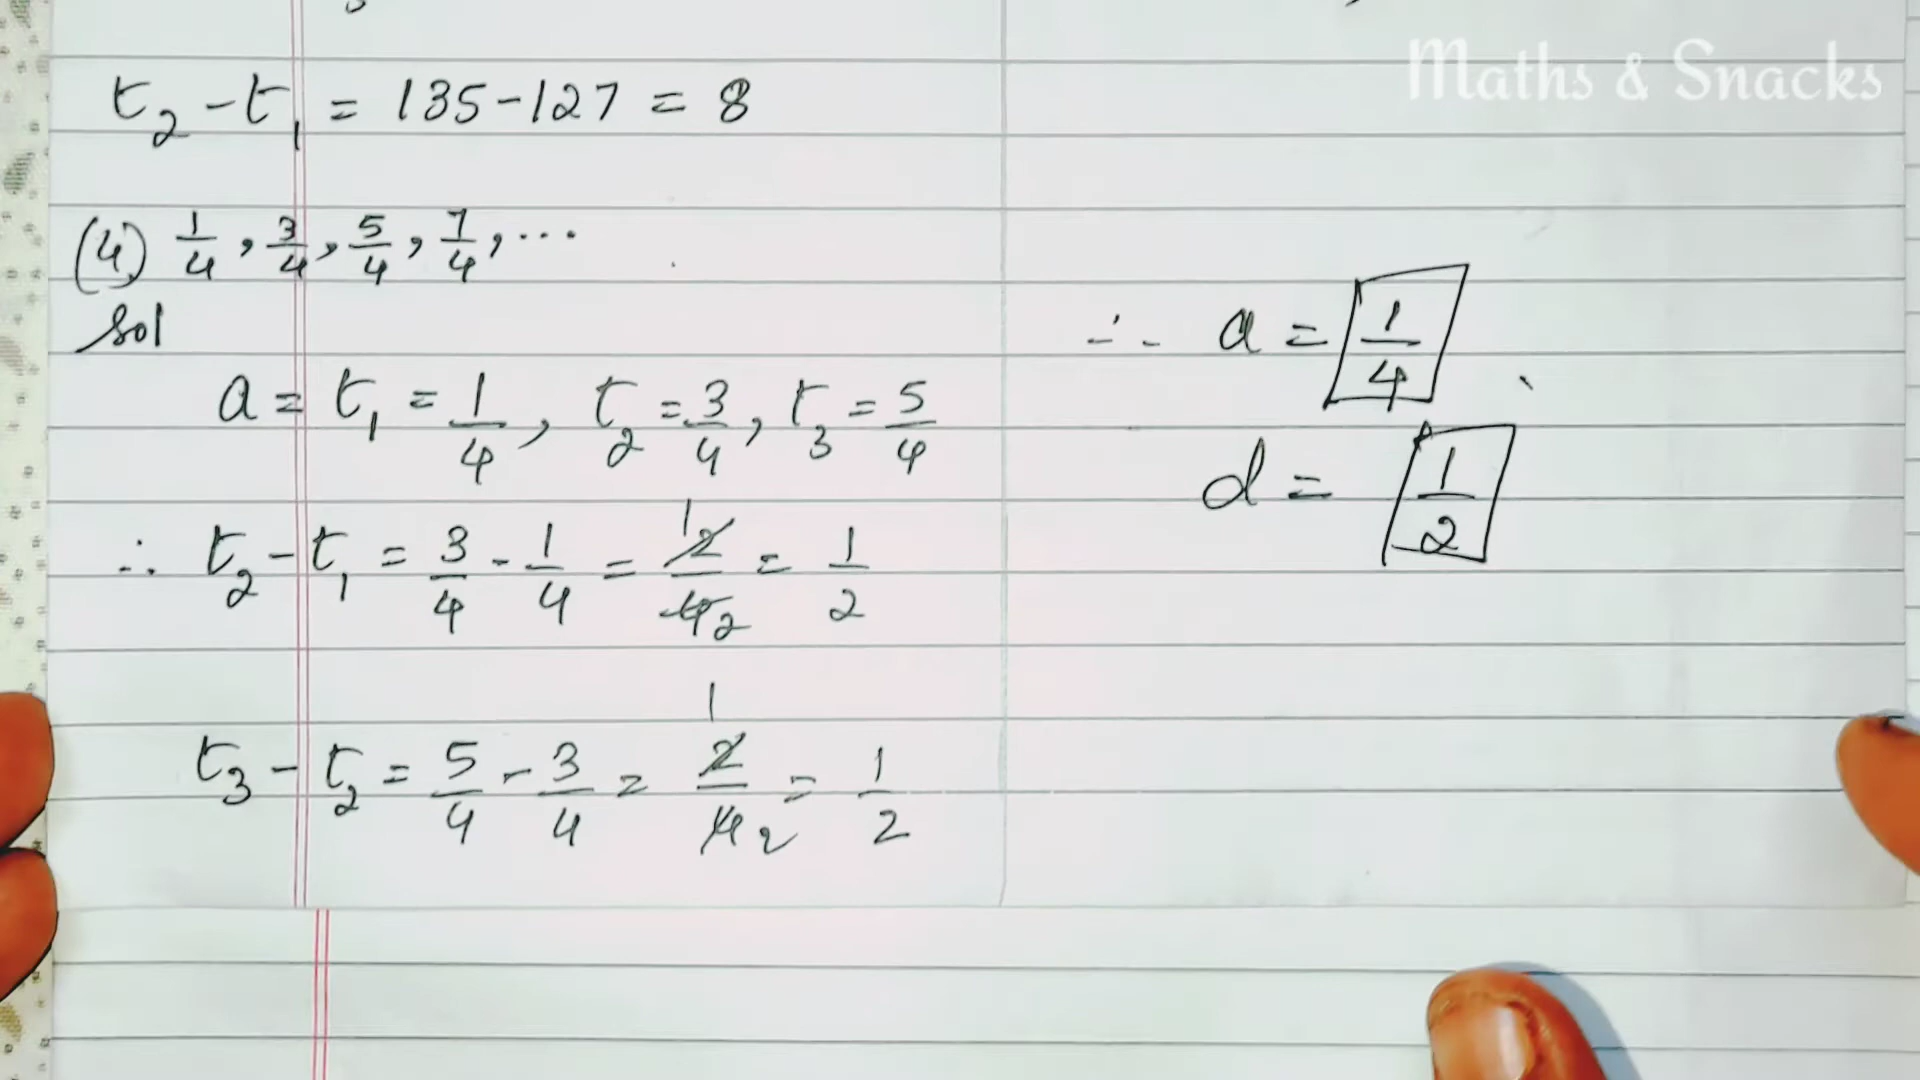 Maths & Snacks
t₂ - t₁ = 135 - 127 = 8
(4) 1/4, 3/4, 5/4, 7/4, ...
Sol
a = t₁ = 1/4, t₂ = 3/4, t₃ = 5/4
∴ t₂ - t₁ = 3/4 - 1/4 = 2/4 = 1/2
t₃ - t₂ = 5/4 - 3/4 = 2/4 = 1/2
∴ a = 1/4
d = 1/2